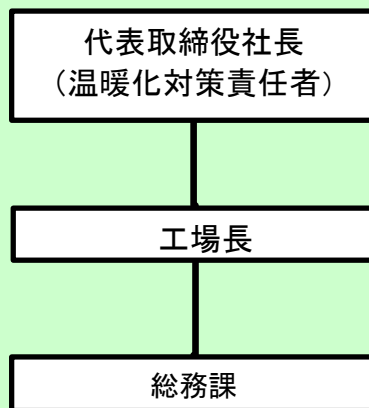 代表取締役社長
（温暖化対策責任者）
工場長
総務課